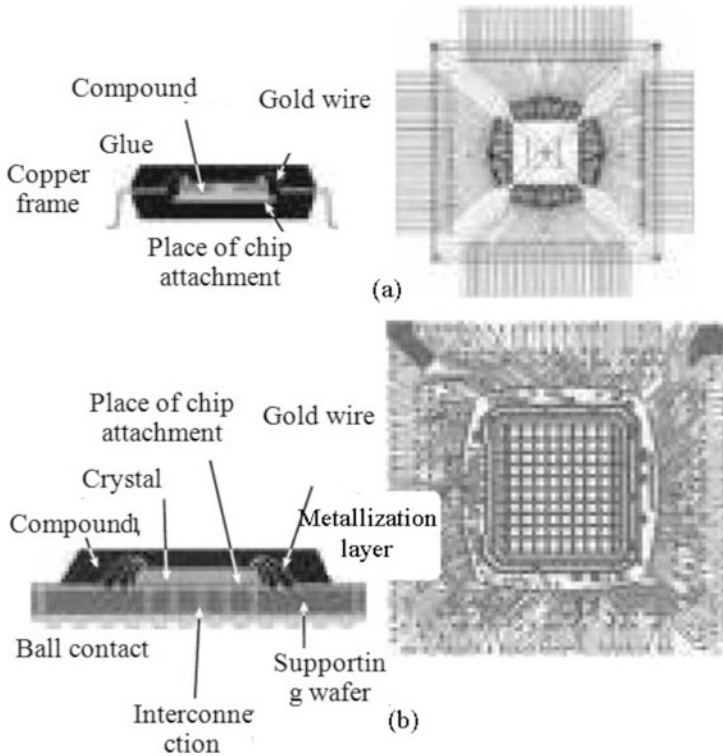 Compound
Gold wire
Glue
Copper
frame
Place of chip
attachment
(a)
Place of chip
attachment
Gold wire
Crystal
Compound
Metallization
layer
Ball contact
Supportin
g wafer
Interconne
ction
(b)